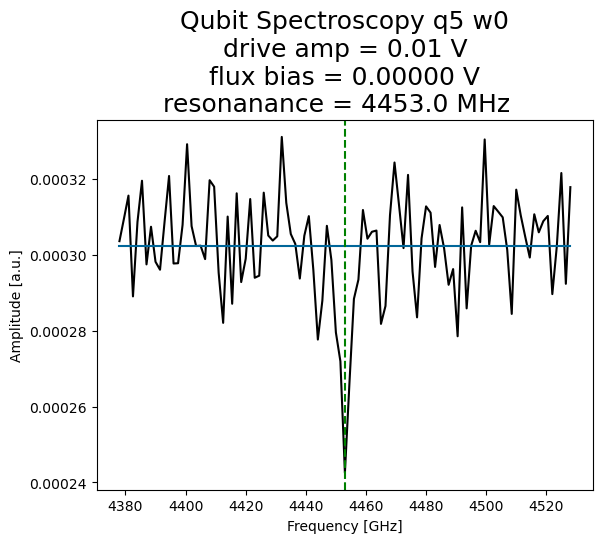 Qubit Spectroscopy q5 w0
drive amp = 0.01 V
flux bias = 0.00000 V
resonanance = 4453.0 MHz
0.00032
0.00030
0.00028
0.00026
0.00024
Amplitude [a.u.]
4380 4400 4420 4440 4460 4480 4500 4520
Frequency [GHz]